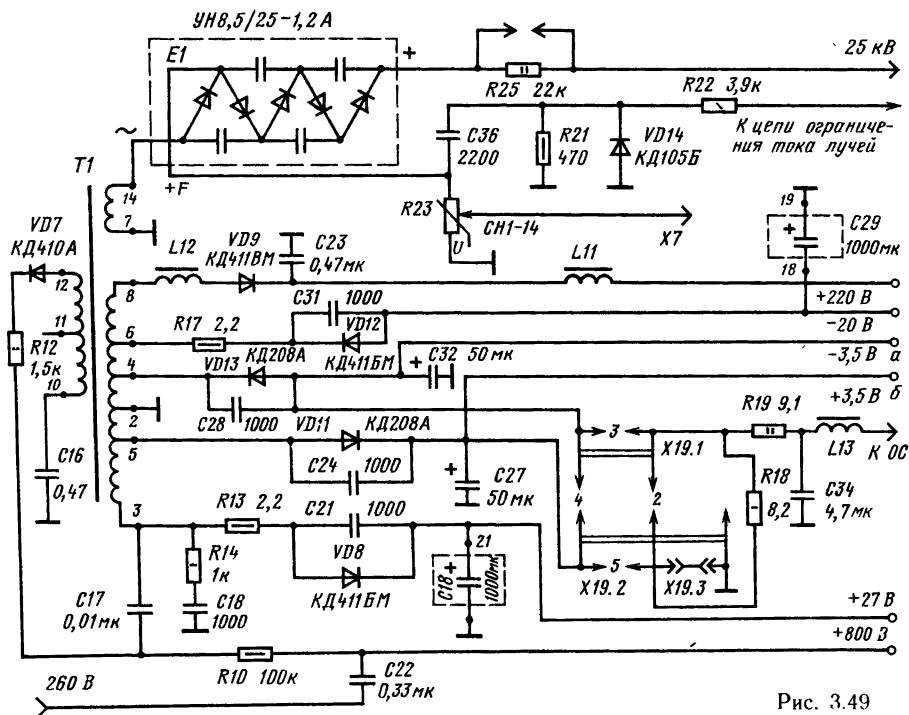 УН8,5/25-1,2А
E1
+
25 кВ
R25 22к
R22 3,9к
К цепи ограниче-
ния тока лучей
~
C36
2200
R21
470
VD14
КД105Б
T1
+F
14
7
R23
СН1-14
U
X7
19
+
C29
1000мк
18
VD7
КД410А
12
L12
VD9
КД411ВМ
C23
0,47мк
L11
8
+220 В
11
6
R17 2,2
C31 1000
VD12
КД411БМ
-20 В
R12
1,5к
10
4
VD13
КД208А
+
C32
50 мк
-3,5 В
а
2
C28
1000
VD11
КД208А
+3,5 В
б
5
C24
1000
+
C27
50 мк
3
X19.1
R19 9,1
L13
К ОС
C16
0,47
4
2
R18
8,2
C34
4,7мк
3
R13 2,2
C21
1000
VD8
КД411БМ
21
+
C18
1000мк
5
X19.2
X19.3
R14
1к
C18
1000
C17
0,01мк
+27В
+800 В
R10 100к
C22
0,33мк
260 В
Рис. 3.49